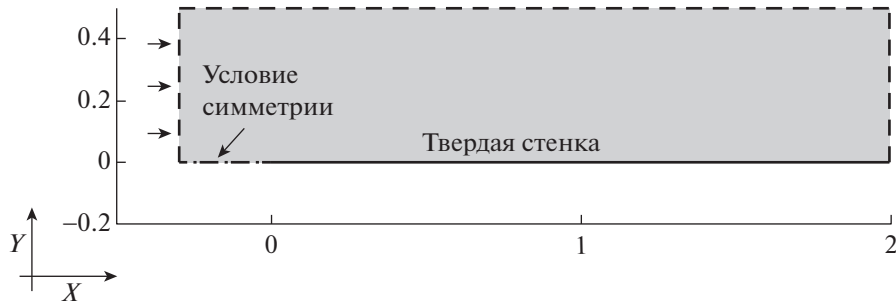 0.4
Условие
симметрии
0.2
Твердая стенка
0
–0.2
0 1 2
Y
X